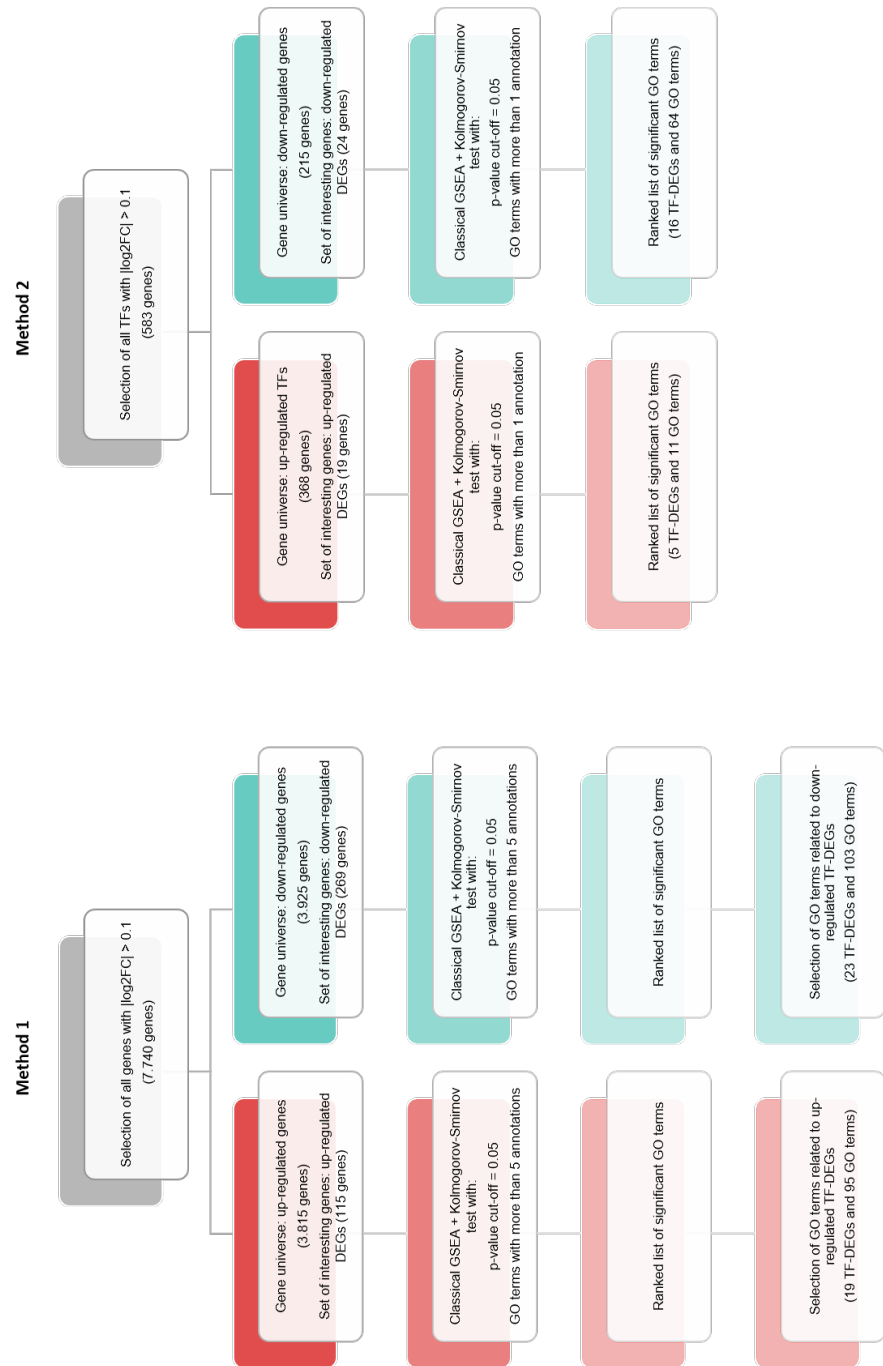 Method 1
Selection of all genes with |log2FC| > 0.1
(7.740 genes)
Gene universe: up-regulated genes
(3.815 genes)
Set of interesting genes: up-regulated
DEGs (115 genes)
Classical GSEA + Kolmogorov-Smirnov
test with:
p-value cut-off = 0.05
GO terms with more than 5 annotations
Ranked list of significant GO terms
Selection of GO terms related to up-
regulated TF-DEGs
(19 TF-DEGs and 95 GO terms)
Gene universe: down-regulated genes
(3.925 genes)
Set of interesting genes: down-regulated
DEGs (269 genes)
Classical GSEA + Kolmogorov-Smirnov
test with:
p-value cut-off = 0.05
GO terms with more than 5 annotations
Ranked list of significant GO terms
Selection of GO terms related to down-
regulated TF-DEGs
(23 TF-DEGs and 103 GO terms)
Method 2
Selection of all TFs with |log2FC| > 0.1
(583 genes)
Gene universe: up-regulated TFs
(368 genes)
Set of interesting genes: up-regulated
DEGs (19 genes)
Classical GSEA + Kolmogorov-Smirnov
test with:
p-value cut-off = 0.05
GO terms with more than 1 annotation
Ranked list of significant GO terms
(5 TF-DEGs and 11 GO terms)
Gene universe: down-regulated genes
(215 genes)
Set of interesting genes: down-regulated
DEGs (24 genes)
Classical GSEA + Kolmogorov-Smirnov
test with:
p-value cut-off = 0.05
GO terms with more than 1 annotation
Ranked list of significant GO terms
(16 TF-DEGs and 64 GO terms)